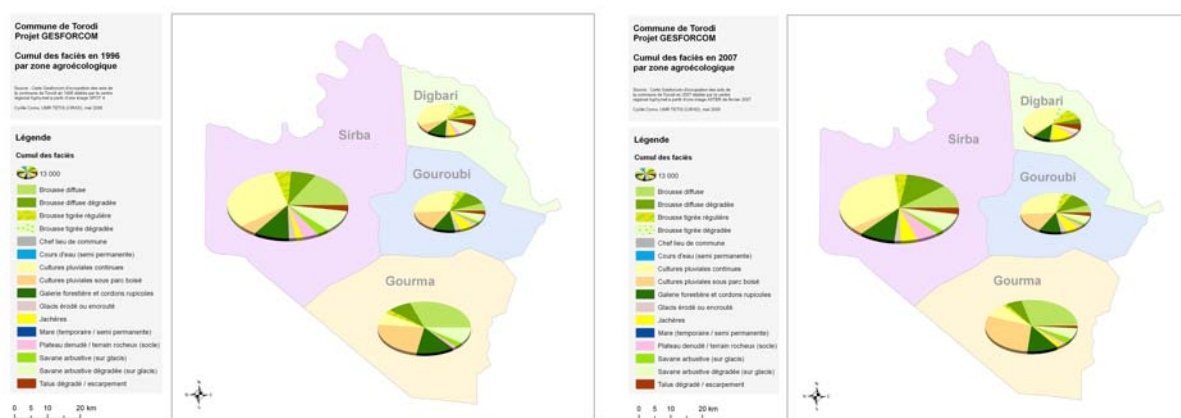 Commune de Torodi
Projet GESFORCOM
Cumul des faciès en 1996
par zone agroécologique
Légende
Cumul des faciès
13 000
Brousse diffuse
Brousse diffuse dégradée
Brousse tigrée régulière
Brousse tigrée dégradée
Chef lieu de commune
Cours d'eau (semi permanente)
Cultures pluviales continues
Cultures pluviales sous parc boisé
Galerie forestière et cordons rupicoles
Glacis érodé ou encrouté
Jachères
Mare (temporaire / semi permanente)
Plateau denudé / terrain rocheux (socle)
Savane arbustive (sur glacis)
Savane arbustive dégradée (sur glacis)
Talus dégradé / escarpement
0 5 10 20 km
Digbari
Sirba
Gouroubi
Gourma
Commune de Torodi
Projet GESFORCOM
Cumul des faciès en 2007
par zone agroécologique
Légende
Cumul des faciès
13 000
Brousse diffuse
Brousse diffuse dégradée
Brousse tigrée régulière
Brousse tigrée dégradée
Chef lieu de commune
Cours d'eau (semi permanente)
Cultures pluviales continues
Cultures pluviales sous parc boisé
Galerie forestière et cordons rupicoles
Glacis érodé ou encrouté
Jachères
Mare (temporaire / semi permanente)
Plateau denudé / terrain rocheux (socle)
Savane arbustive (sur glacis)
Savane arbustive dégradée (sur glacis)
Talus dégradé / escarpement
0 5 10 20 km
Digbari
Sirba
Gouroubi
Gourma